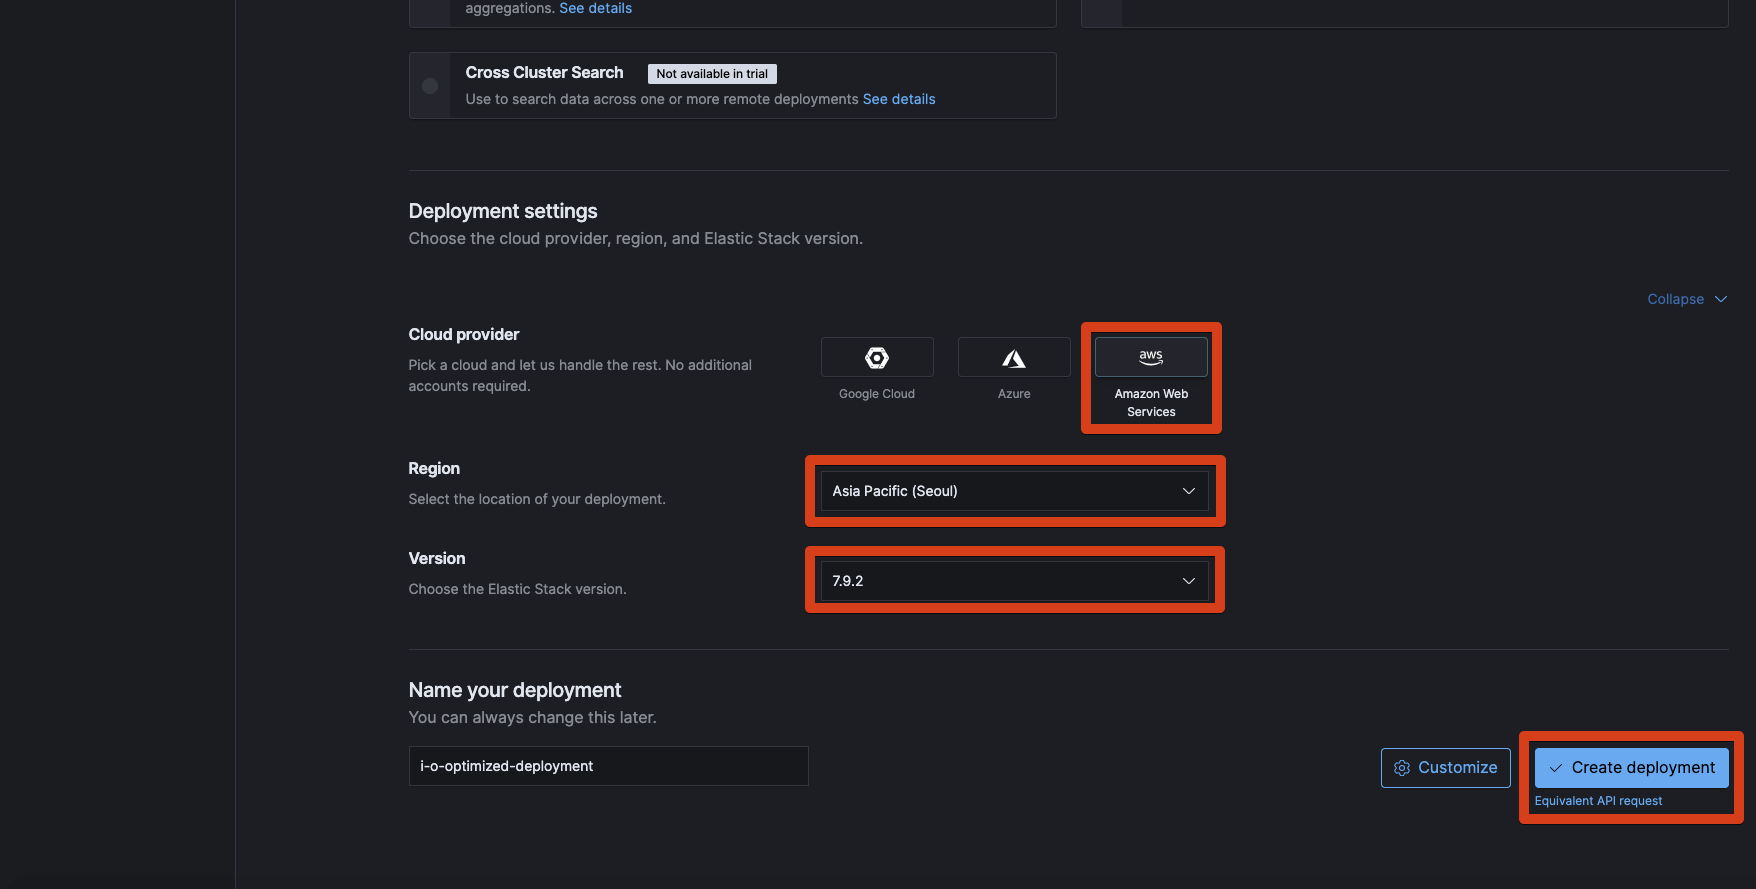 aggregations. See details
Cross Cluster Search Not available in trial
Use to search data across one or more remote deployments See details
Deployment settings
Choose the cloud provider, region, and Elastic Stack version.
Collapse
Cloud provider
Pick a cloud and let us handle the rest. No additional
accounts required.
Google Cloud
Azure
aws
Amazon Web
Services
Region
Select the location of your deployment.
Asia Pacific (Seoul)
Version
Choose the Elastic Stack version.
7.9.2
Name your deployment
You can always change this later.
i-o-optimized-deployment
Customize
Create deployment
Equivalent API request